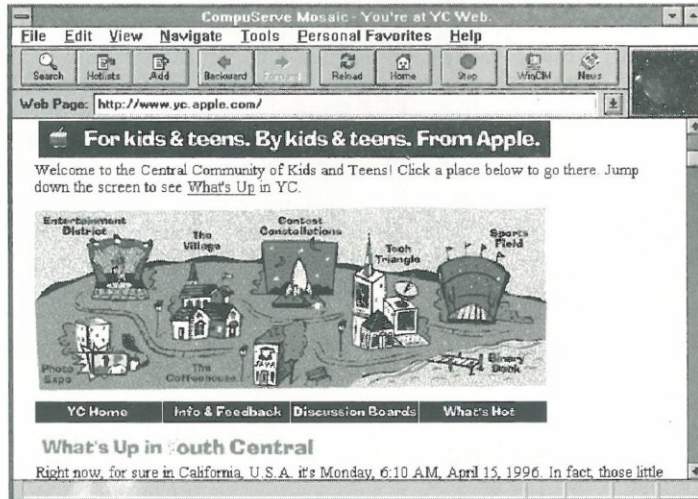 CompuServe Mosaic - You're at YC Web.
File Edit View Navigate Tools Personal Favorites Help
Search Hotlists Add Backward Forward Reload Home Stop WinCIM News
Web Page: http://www.yc.apple.com/
For kids & teens. By kids & teens. From Apple.
Welcome to the Central Community of Kids and Teens! Click a place below to go there. Jump
down the screen to see What's Up in YC.
Entertainment
District
The
Village
Contest
Constellations
Tech
Triangle
Sports
Field
Photo
Expo
The
Coffeehouse
JAVA
Binary
Dock
YC Home Info & Feedback Discussion Boards What's Hot
What's Up in Youth Central
Right now, for sure in California, U.S.A. it's Monday, 6:10 AM, April 15, 1996. In fact, those little